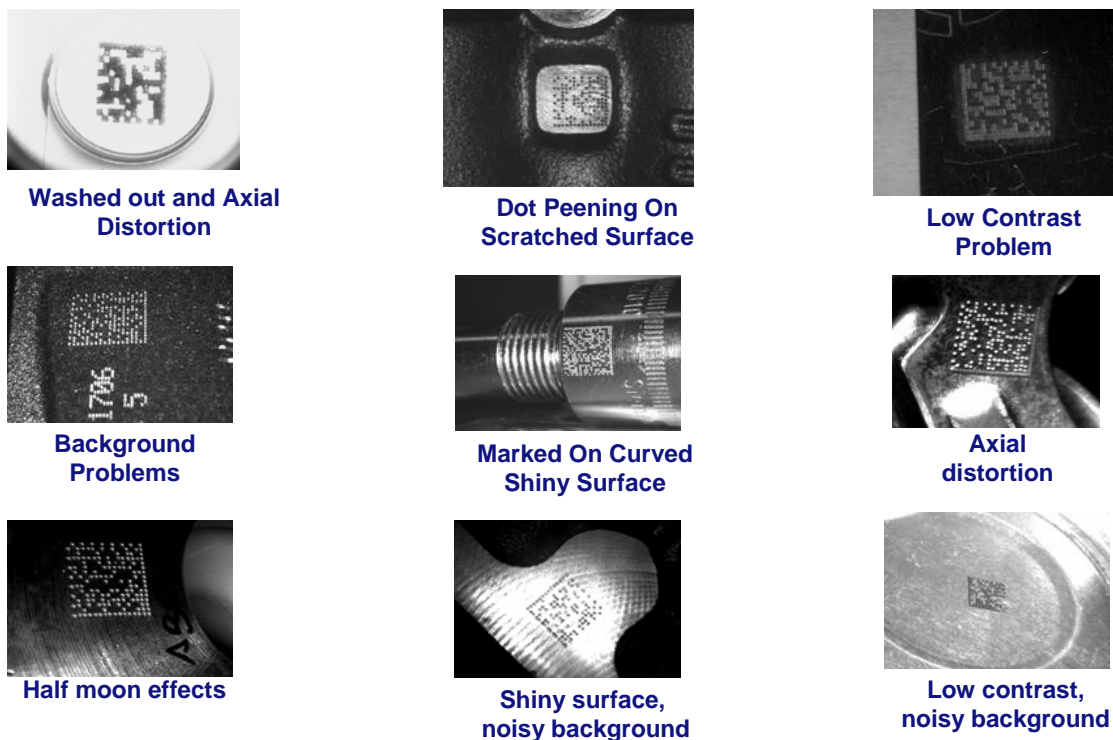 Washed out and Axial
Distortion
Dot Peening On
Scratched Surface
Low Contrast
Problem
1706
5
Background
Problems
Marked On Curved
Shiny Surface
Axial
distortion
Half moon effects
Shiny surface,
noisy background
Low contrast,
noisy background